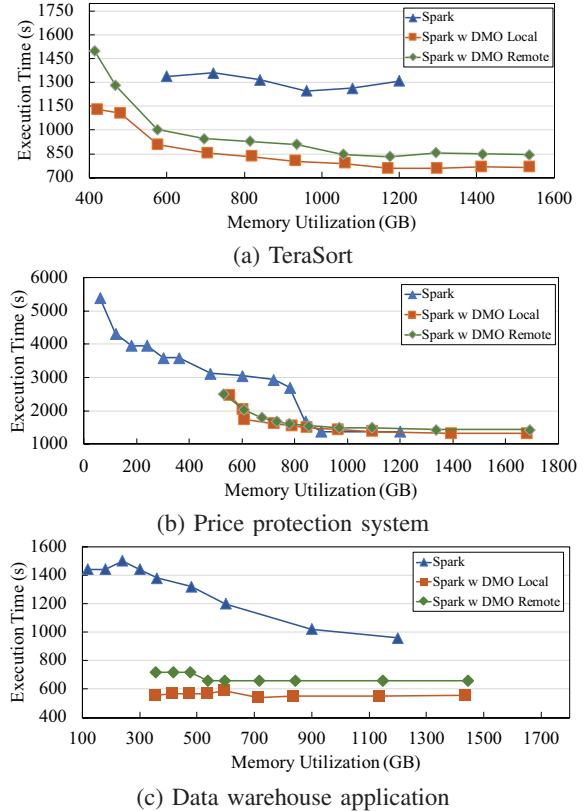 1750
1600
1450
1300
1150
1000
850
700
Execution Time (s)
Spark
Spark w DMO Local
Spark w DMO Remote
400 600 800 1000 1200 1400 1600
Memory Utilization (GB)
(a) TeraSort
6000
5000
4000
3000
2000
1000
Execution Time (s)
Spark
Spark w DMO Local
Spark w DMO Remote
0 200 400 600 800 1000 1200 1400 1600 1800
Memory Utilization (GB)
(b) Price protection system
1600
1400
1200
1000
800
600
400
Execution Time (s)
Spark
Spark w DMO Local
Spark w DMO Remote
100 300 500 700 900 1100 1300 1500 1700
Memory Utilization (GB)
(c) Data warehouse application